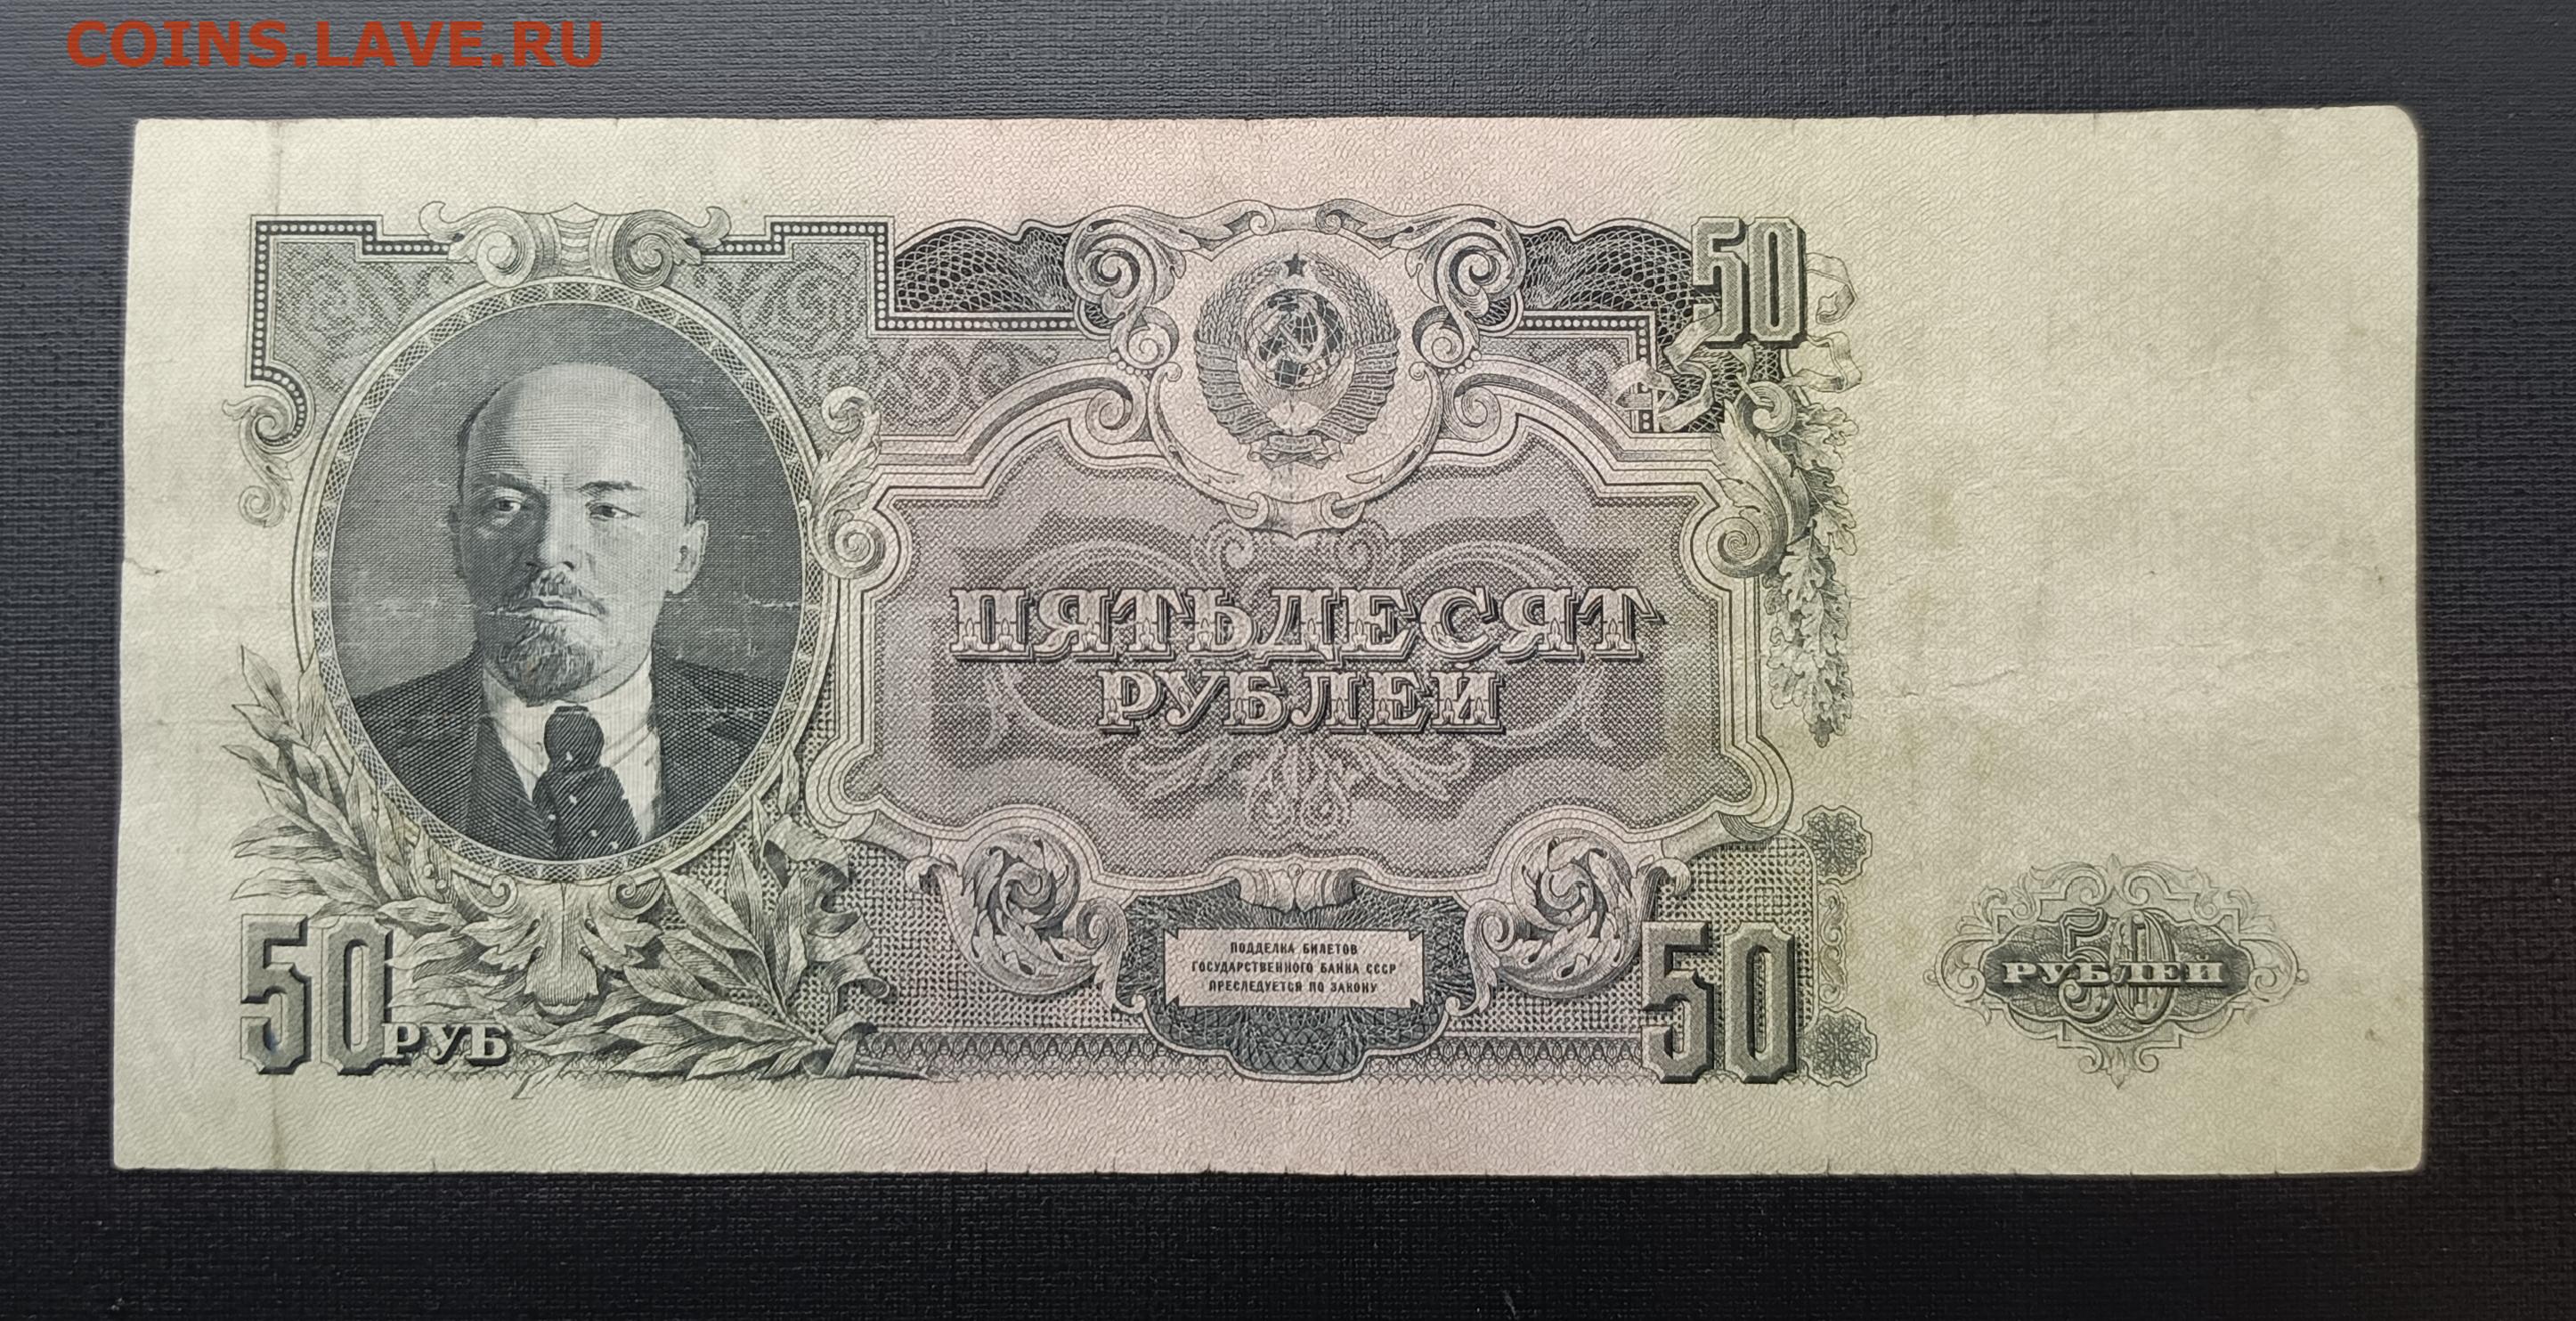 COINS.LAVE.RU
50
ПЯТЬДЕСЯТ
РУБЛЕЙ
50 РУБ
ПОДДЕЛКА БИЛЕТОВ
ГОСУДАРСТВЕННОГО БАНКА СССР
ПРЕСЛЕДУЕТСЯ ПО ЗАКОНУ
50
50
РУБЛЕЙ